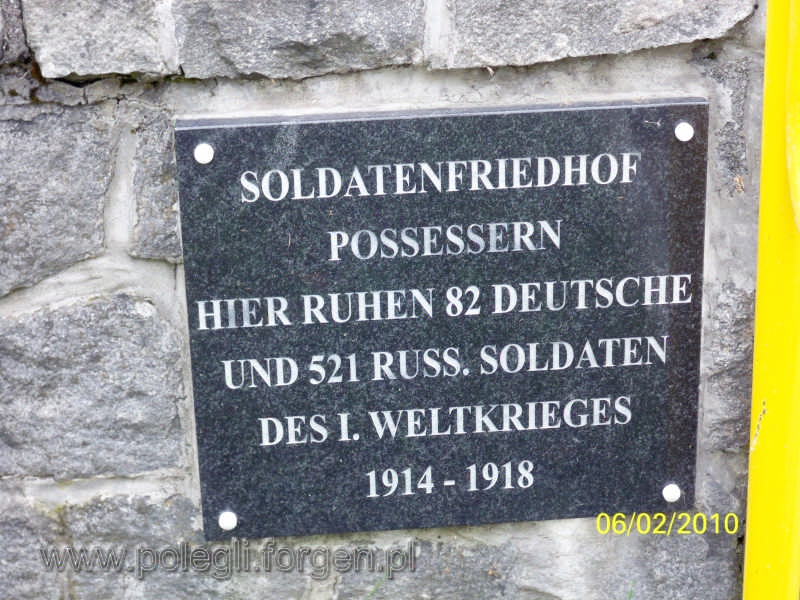 SOLDATENFRIEDHOF
POSSESSERN
HIER RUHEN 82 DEUTSCHE
UND 521 RUSS. SOLDATEN
DES I. WELTKRIEGES
1914 - 1918
06/02/2010
www.polegli.forgen.pl